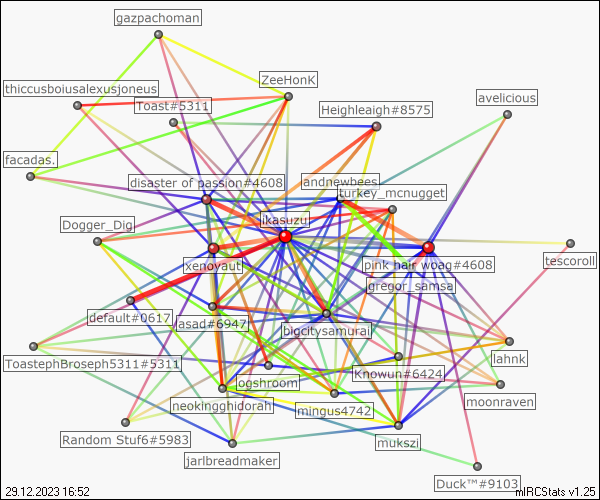 gazpachoman
ZeeHonK
thiccusboiusalexusjoneus
Toast#5311
Heighleaigh#8575
avelicious
facadas.
disaster of passion#4608
andnewbees
turkey_mcnugget
Dogger_Dig
ikasuzu
xenoyaut
pink hair woag#4608
tescoroll
gregor_samsa
default#0617
asad#6947
bigcitysamurai
ToastephBroseph5311#5311
lahnk
ogshroom
Knowun#6424
neokingghidorah
mingus4742
moonraven
Random Stuf6#5983
mukszi
jarlbreadmaker
Duck™#9103
29.12.2023 16:52
mIRCStats v1.25